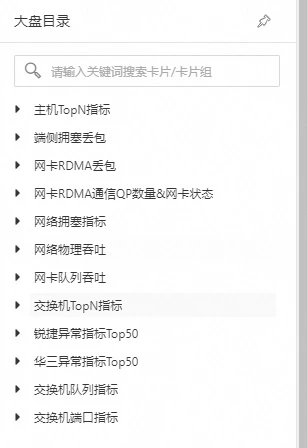 大盘目录
请输入关键词搜索卡片/卡片组
主机TopN指标
端侧拥塞丢包
网卡RDMA丢包
网卡RDMA通信QP数量&网卡状态
网络拥塞指标
网络物理吞吐
网卡队列吞吐
交换机TopN指标
锐捷异常指标Top50
华三异常指标Top50
交换机队列指标
交换机端口指标